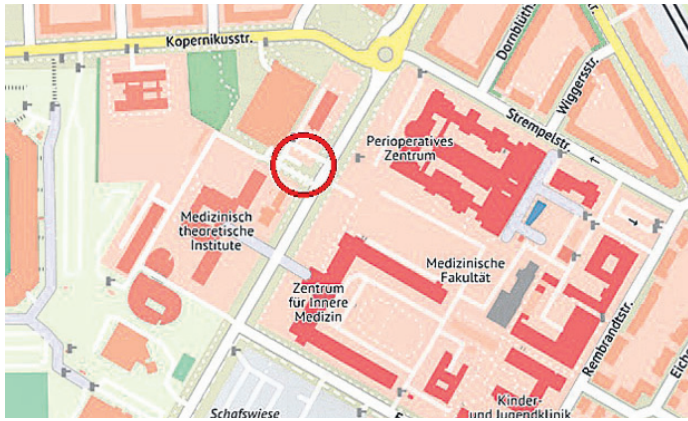 Kopernikusstr.
Dornblüth
Wiggersstr.
Strempelstr.
Perioperatives
Zentrum
Medizinisch
theoretische
Institute
Medizinische
Fakultät
Zentrum
für Innere
Medizin
Rembrandtstr.
Eich
Kinder-
und Jugendklinik
Schafswiese